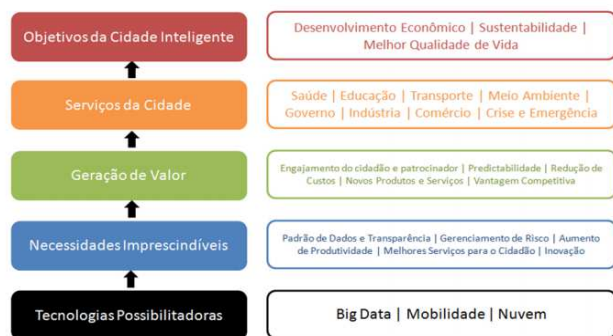 Objetivos da Cidade Inteligente
Desenvolvimento Econômico | Sustentabilidade |
Melhor Qualidade de Vida
Serviços da Cidade
Saúde | Educação | Transporte | Meio Ambiente |
Governo | Indústria | Comércio | Crise e Emergência
Geração de Valor
Engajamento do cidadão e patrocinador | Predictabilidade | Redução de
Custos | Novos Produtos e Serviços | Vantagem Competitiva
Necessidades Imprescindíveis
Padrão de Dados e Transparência | Gerenciamento de Risco | Aumento
de Produtividade | Melhores Serviços para o Cidadão | Inovação
Tecnologias Possibilitadoras
Big Data | Mobilidade | Nuvem